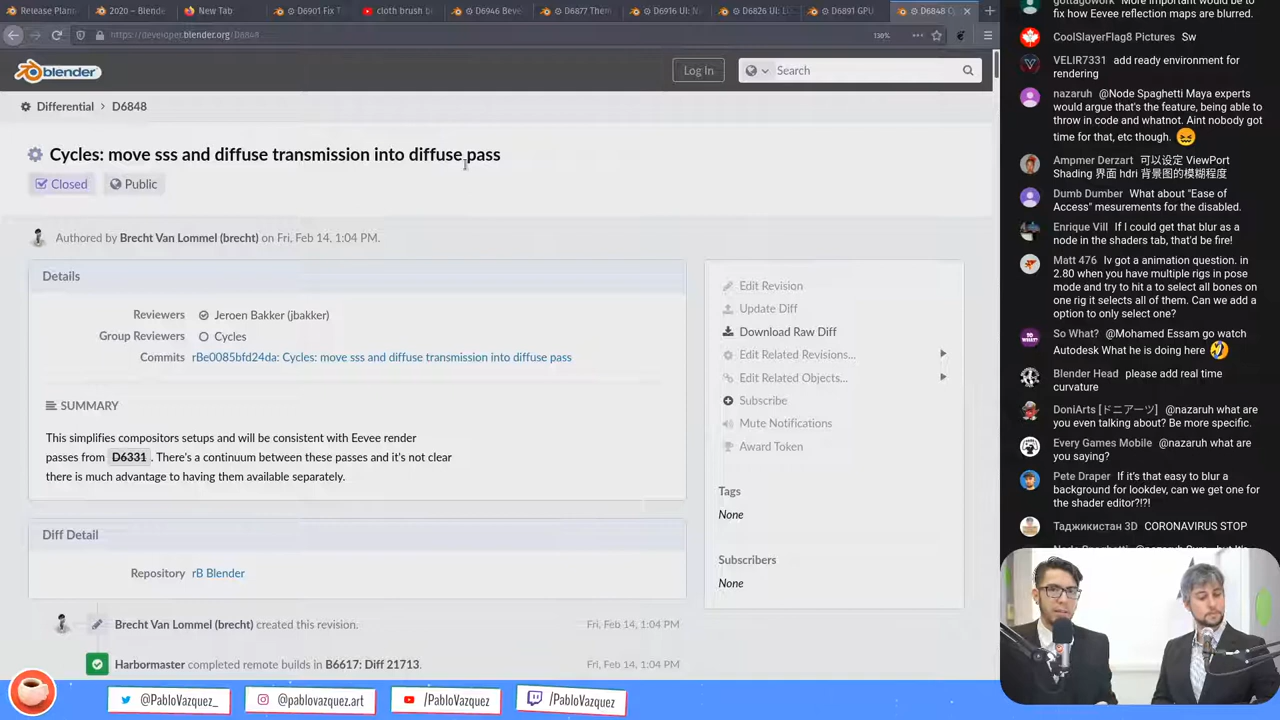 Release Plann
2020 –
New Tab
D6901 Fix T
cloth brush b
D6946 Beve
D6877 Them
D6916 UI: N
D6826 UI:
D6891 GPU
D6848 C
https://developer.blender.org/D6848
130%
blender
Log In
Search
Differential > D6848
Cycles: move sss and diffuse transmission into diffuse pass
Closed
Public
Authored by Brecht Van Lommel (brecht) on Fri, Feb 14, 1:04 PM.
Details
Reviewers Jeroen Bakker (jbakker)
Group Reviewers Cycles
Commits rBe0085bfd24da: Cycles: move sss and diffuse transmission into diffuse pass
SUMMARY
This simplifies compositors setups and will be consistent with Eevee render
passes from D6331. There's a continuum between these passes and it's not clear
there is much advantage to having them available separately.
Diff Detail
Repository rB Blender
Brecht Van Lommel (brecht) created this revision. Fri, Feb 14, 1:04 PM
Harbormaster completed remote builds in B6617: Diff 21713. Fri, Feb 14, 1:04 PM
Edit Revision
Update Diff
Download Raw Diff
Edit Related Revisions...
Edit Related Objects...
Subscribe
Mute Notifications
Award Token
Tags
None
Subscribers
None
gottagowork More important would be to
fix how Eevee reflection maps are blurred.
CoolSlayerFlag8 Pictures Sw
VELIR7331 add ready environment for
rendering
nazaruh @Node Spaghetti Maya experts
would argue that's the feature, being able to
throw in code and whatnot. Aint nobody got
time for that, etc though.
Ampmer Derzart 可以设定 ViewPort
Shading 界面 hdri 背景图的模糊程度
Dumb Dumber What about "Ease of
Access" mesurements for the disabled.
Enrique Vill If I could get that blur as a
node in the shaders tab, that'd be fire!
Matt 476 Iv got a animation question. in
2.80 when you have multiple rigs in pose
mode and try to hit a to select all bones on
one rig it selects all of them. Can we add a
option to only select one?
So What? @Mohamed Essam go watch
Autodesk What he is doing here
Blender Head please add real time
curvature
DoniArts [ドニアーツ] @nazaruh what are
you even talking about? Be more specific.
Every Games Mobile @nazaruh what are
you saying?
Pete Draper If it's that easy to blur a
background for lookdev, can we get one for
the shader editor?!?!
Таджикистан 3D CORONAVIRUS STOP
@PabloVazquez_
@pablovazquez.art
/PabloVazquez
/PabloVazquez